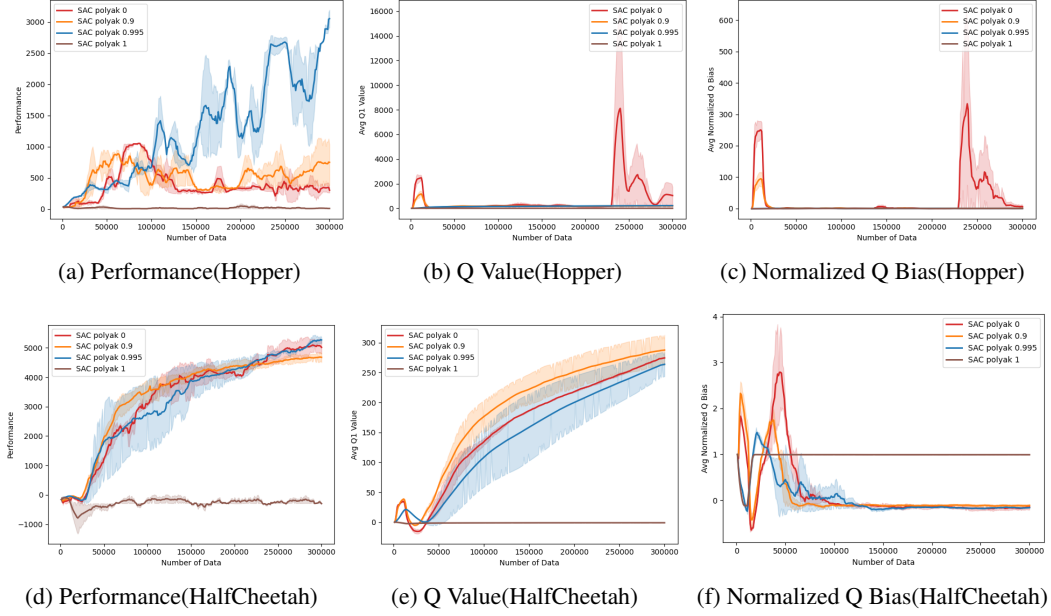 SAC polyak 0
SAC polyak 0.9
SAC polyak 0.995
SAC polyak 1
Performance
3000
2500
2000
1500
1000
500
0
0 50000 100000 150000 200000 250000 300000
Number of Data
(a) Performance(Hopper)
SAC polyak 0
SAC polyak 0.9
SAC polyak 0.995
SAC polyak 1
Avg Q1 Value
16000
14000
12000
10000
8000
6000
4000
2000
0
0 50000 100000 150000 200000 250000 300000
Number of Data
(b) Q Value(Hopper)
SAC polyak 0
SAC polyak 0.9
SAC polyak 0.995
SAC polyak 1
Avg Normalized Q Bias
600
500
400
300
200
100
0
0 50000 100000 150000 200000 250000 300000
Number of Data
(c) Normalized Q Bias(Hopper)
SAC polyak 0
SAC polyak 0.9
SAC polyak 0.995
SAC polyak 1
Performance
5000
4000
3000
2000
1000
0
−1000
0 50000 100000 150000 200000 250000 300000
Number of Data
(d) Performance(HalfCheetah)
SAC polyak 0
SAC polyak 0.9
SAC polyak 0.995
SAC polyak 1
Avg Q1 Value
300
250
200
150
100
50
0
0 50000 100000 150000 200000 250000 300000
Number of Data
(e) Q Value(HalfCheetah)
SAC polyak 0
SAC polyak 0.9
SAC polyak 0.995
SAC polyak 1
Avg Normalized Q Bias
4
3
2
1
0
0 50000 100000 150000 200000 250000 300000
Number of Data
(f) Normalized Q Bias(HalfCheetah)